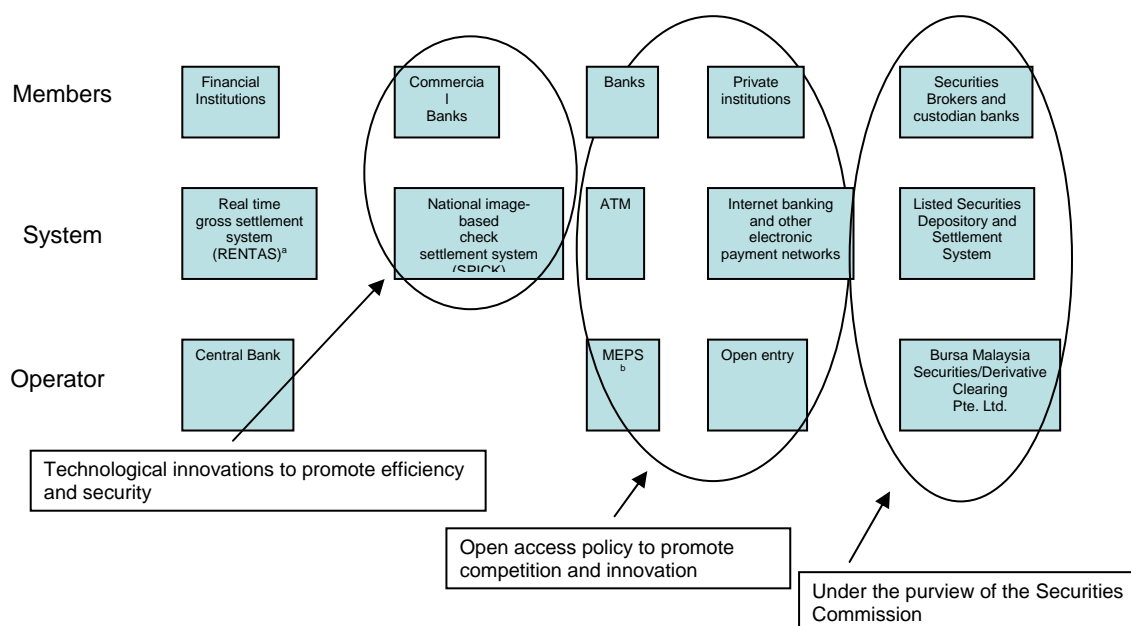 Members
Financial
Institutions
Commercia
l
Banks
Banks
Private
institutions
Securities
Brokers and
custodian banks
System
Real time
gross settlement
system
(RENTAS)a
National image-
based
check
settlement system
(SPICK)
ATM
Internet banking
and other
electronic
payment networks
Listed Securities
Depository and
Settlement
System
Operator
Central Bank
MEPS
b
Open entry
Bursa Malaysia
Securities/Derivative
Clearing
Pte. Ltd.
Technological innovations to promote efficiency
and security
Open access policy to promote
competition and innovation
Under the purview of the Securities
Commission